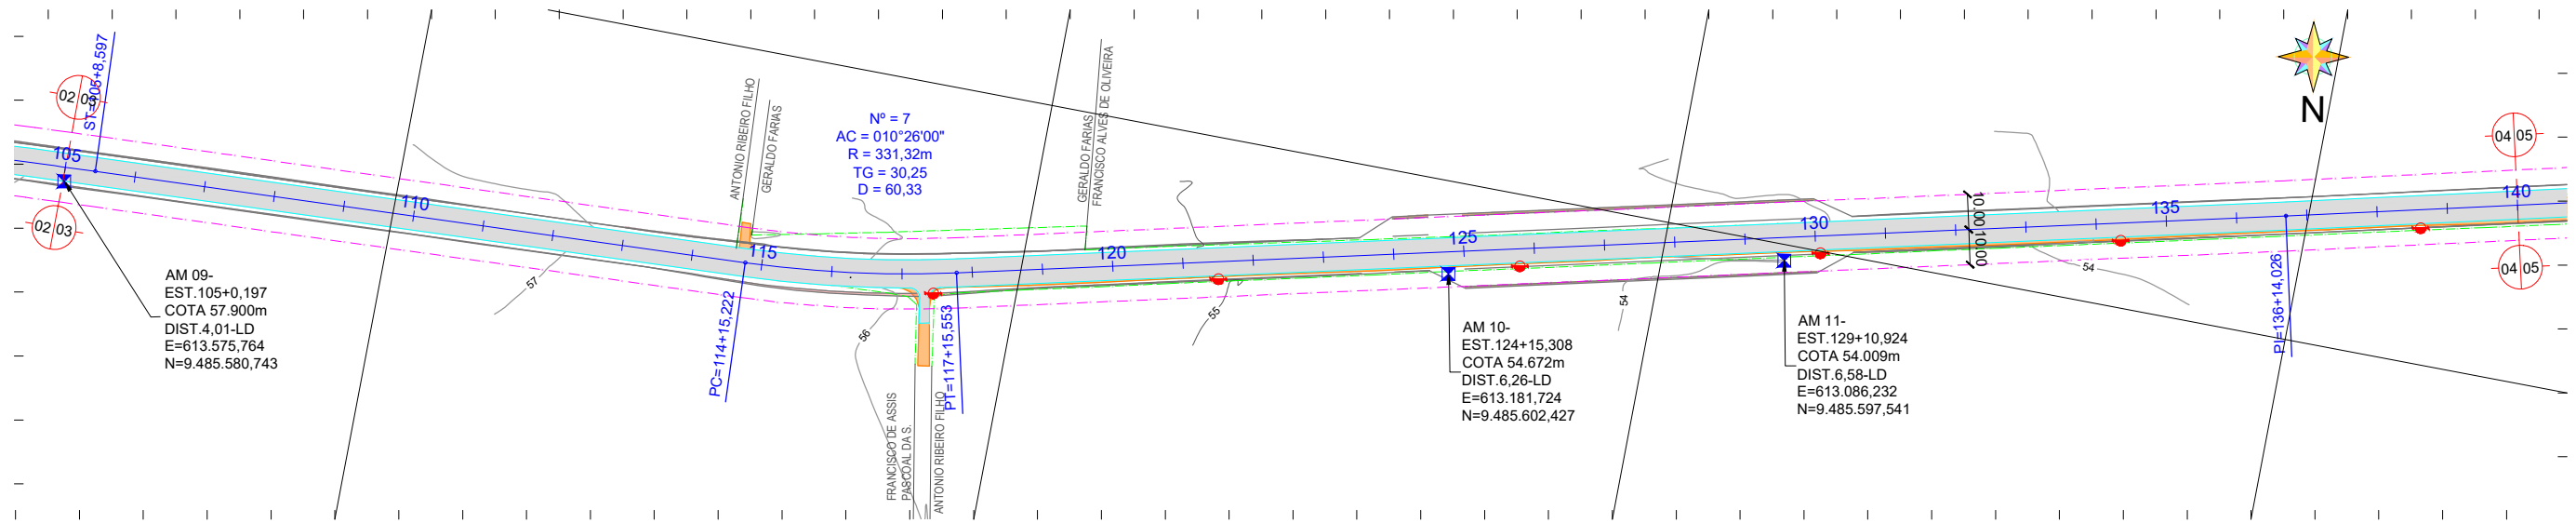 02 03
ST=105+8,597
105
02 03
AM 09-
EST.105+0,197
COTA 57.900m
DIST.4,01-LD
E=613.575,764
N=9.485.580,743
110
57
ANTONIO RIBEIRO FILHO
GERALDO FARIAS
115
PC=114+15,222
Nº = 7
AC = 010°26'00"
R = 331,32m
TG = 30,25
D = 60,33
56
FRANCISCO DE ASSIS
PASCOAL DA S.
ANTONIO RIBEIRO FILHO
PT=117+15,553
GERALDO FARIAS
FRANCISCO ALVES DE OLIVEIRA
120
55
125
AM 10-
EST.124+15,308
COTA 54.672m
DIST.6,26-LD
E=613.181,724
N=9.485.602,427
54
130
AM 11-
EST.129+10,924
COTA 54.009m
DIST.6,58-LD
E=613.086,232
N=9.485.597,541
10.00
10.00
54
135
PI=136+14,026
N
04 05
140
04 05